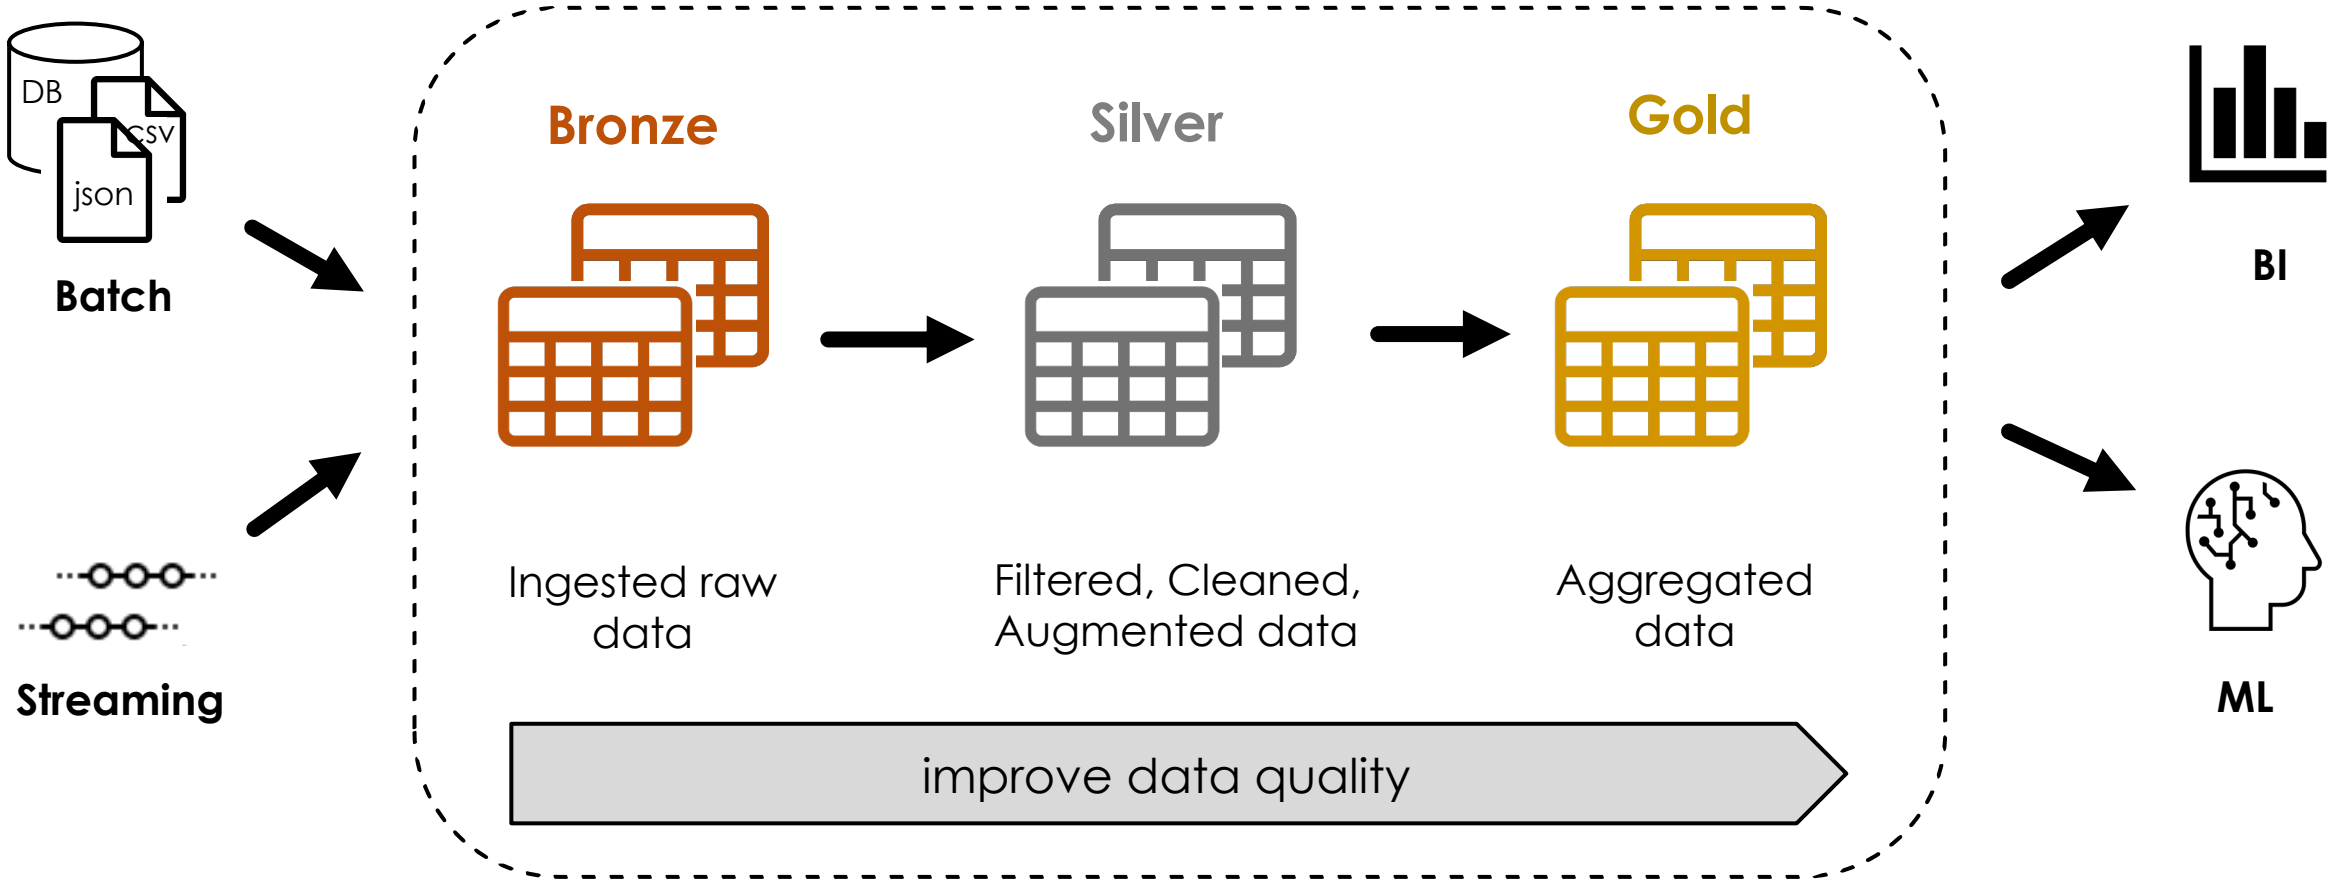 DB
csv
json
Batch
Streaming
Bronze
Silver
Gold
Ingested raw
data
Filtered, Cleaned,
Augmented data
Aggregated
data
improve data quality
BI
ML